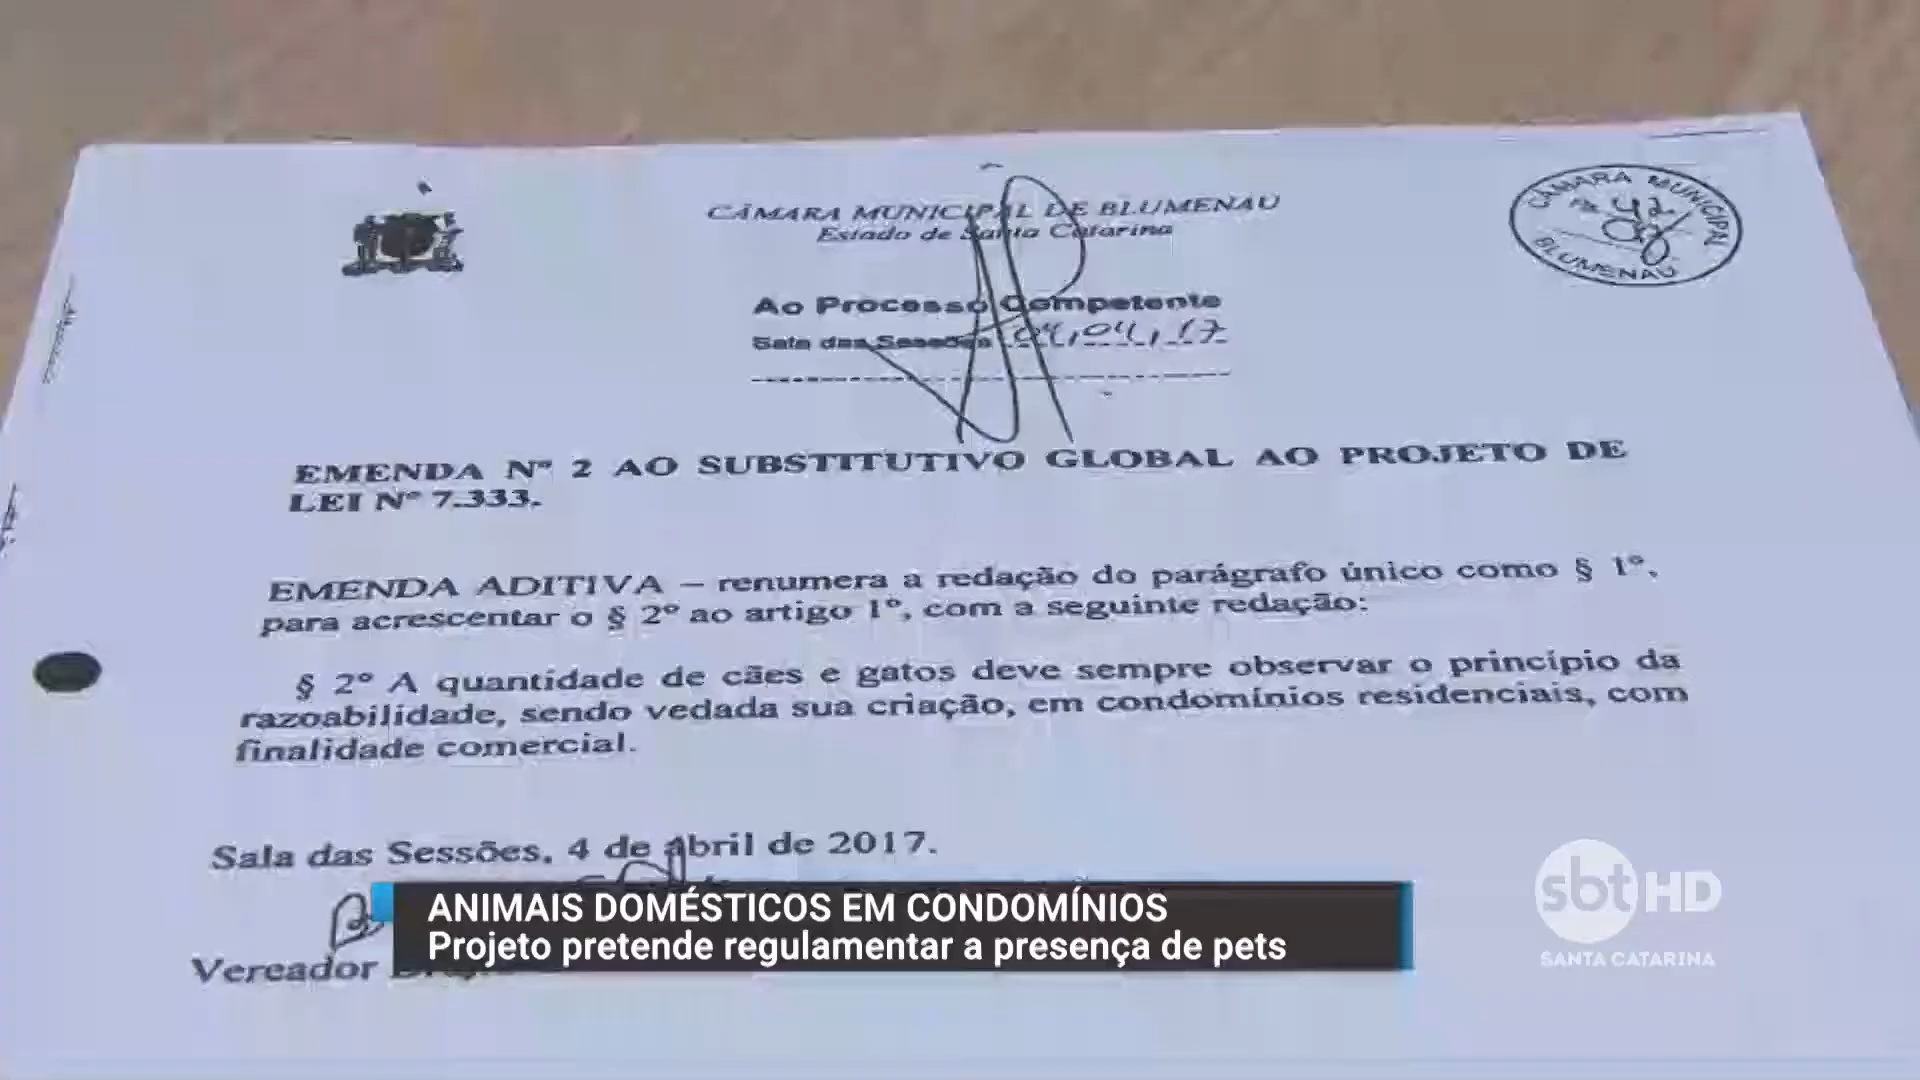 CÂMARA MUNICIPAL DE BLUMENAU
Estado de Santa Catarina
CÂMARA MUNICIPAL
BLUMENAU
Ao Processo Competente
Sala das Sessões 04,04,17
EMENDA Nº 2 AO SUBSTITUTIVO GLOBAL AO PROJETO DE
LEI Nº 7.333.
EMENDA ADITIVA – renumera a redação do parágrafo único como § 1º,
para acrescentar o § 2º ao artigo 1º, com a seguinte redação:
§ 2º A quantidade de cães e gatos deve sempre observar o princípio da
razoabilidade, sendo vedada sua criação, em condomínios residenciais, com
finalidade comercial.
Sala das Sessões, 4 de abril de 2017.
Vereador
ANIMAIS DOMÉSTICOS EM CONDOMÍNIOS
Projeto pretende regulamentar a presença de pets
sbt HD
SANTA CATARINA